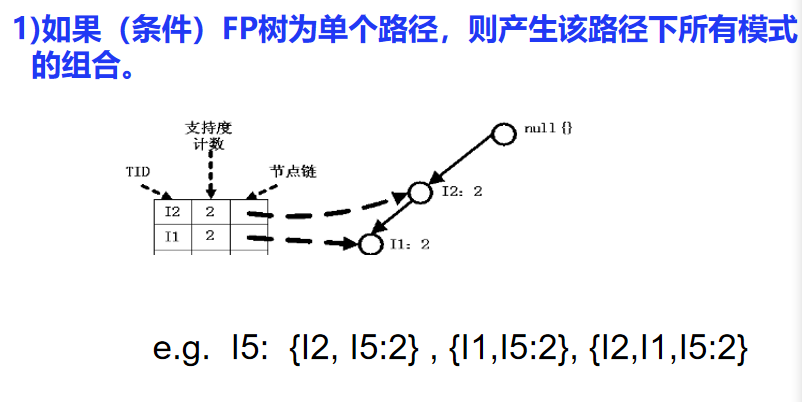 1)如果（条件）FP树为单个路径，则产生该路径下所有模式
的组合。
支持度
计数
TID
节点链
null {}
I2 2
I2: 2
I1 2
I1: 2
e.g. I5: {I2, I5:2} , {I1,I5:2}, {I2,I1,I5:2}